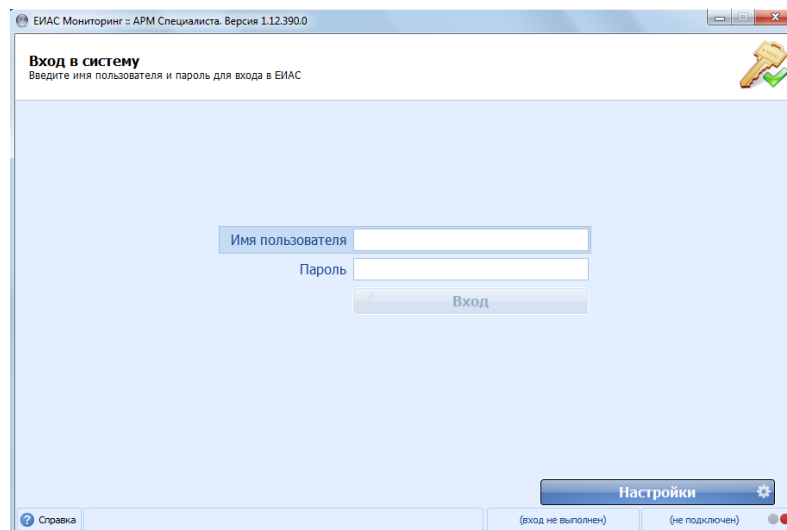 ЕИАС Мониторинг :: АРМ Специалиста. Версия 1.12.390.0
Вход в систему
Введите имя пользователя и пароль для входа в ЕИАС
Имя пользователя
Пароль
Вход
Настройки
Справка
(вход не выполнен)
(не подключен)